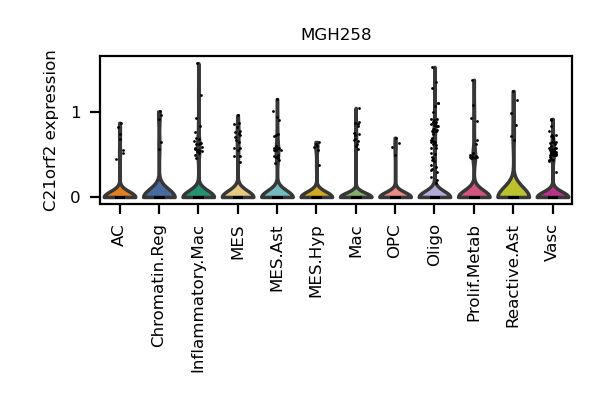 MGH258
C21orf2 expression
1
0
AC
Chromatin.Reg
Inflammatory.Mac
MES
MES.Ast
MES.Hyp
Mac
OPC
Oligo
Prolif.Metab
Reactive.Ast
Vasc